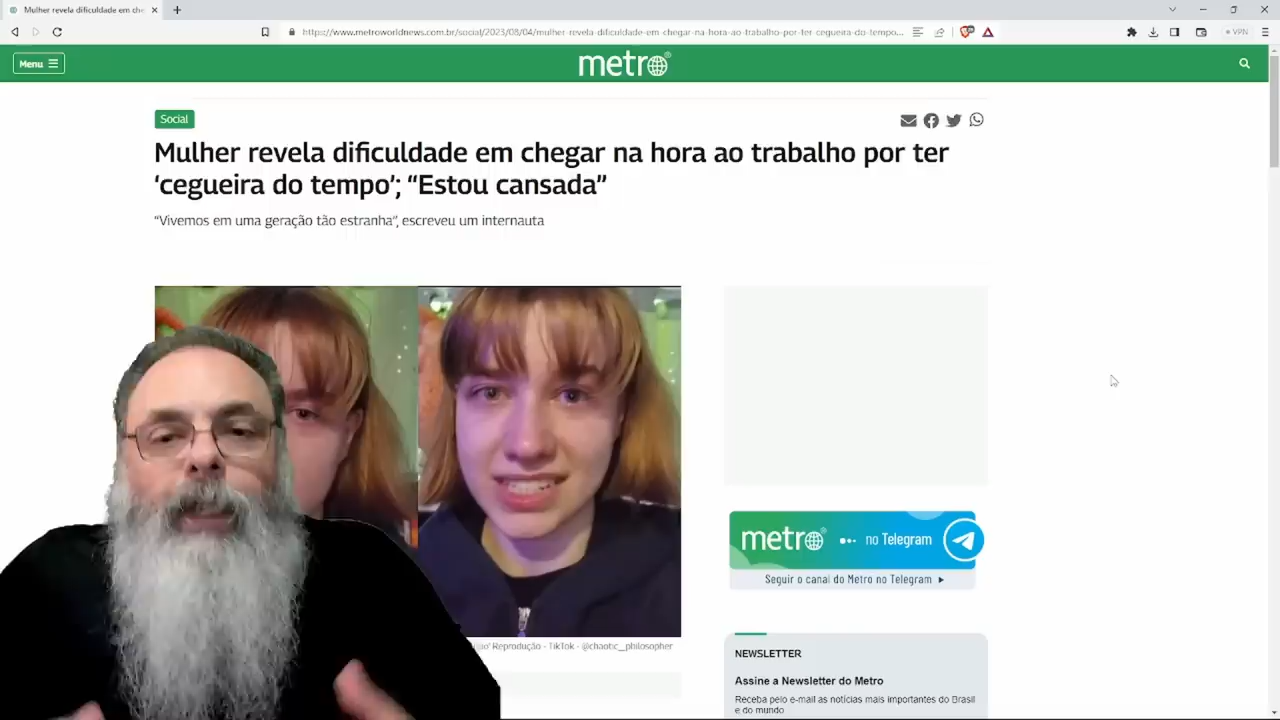 Mulher revela dificuldade em che
https://www.metroworldnews.com.br/social/2023/08/04/mulher-revela-dificuldade-em-chegar-na-hora-ao-trabalho-por-ter-cegueira-do-tempo...
VPN
Menu
metro
Social
Mulher revela dificuldade em chegar na hora ao trabalho por ter
‘cegueira do tempo’; “Estou cansada”
“Vivemos em uma geração tão estranha”, escreveu um internauta
metro no Telegram
Seguir o canal do Metro no Telegram
Reprodução - TikTok - @chaotic_philosopher
NEWSLETTER
Assine a Newsletter do Metro
Receba pelo e-mail as notícias mais importantes do Brasil
e do mundo